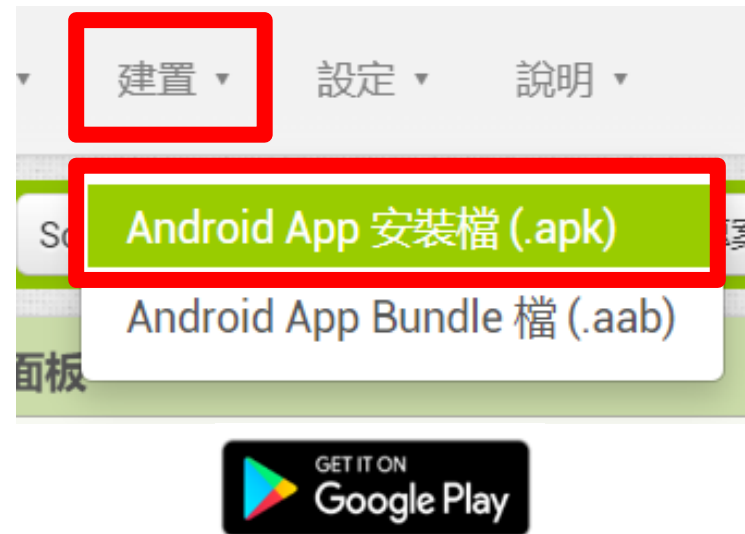 建置 ▾ 設定 ▾ 說明 ▾
Android App 安裝檔 (.apk)
Android App Bundle 檔 (.aab)
面板
GET IT ON
Google Play